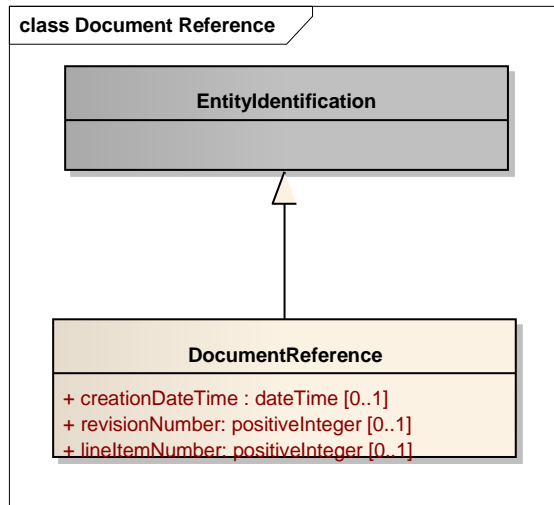 class Document Reference
EntityIdentification
DocumentReference
+ creationDateTime : dateTime [0..1]
+ revisionNumber: positiveInteger [0..1]
+ lineItemNumber: positiveInteger [0..1]